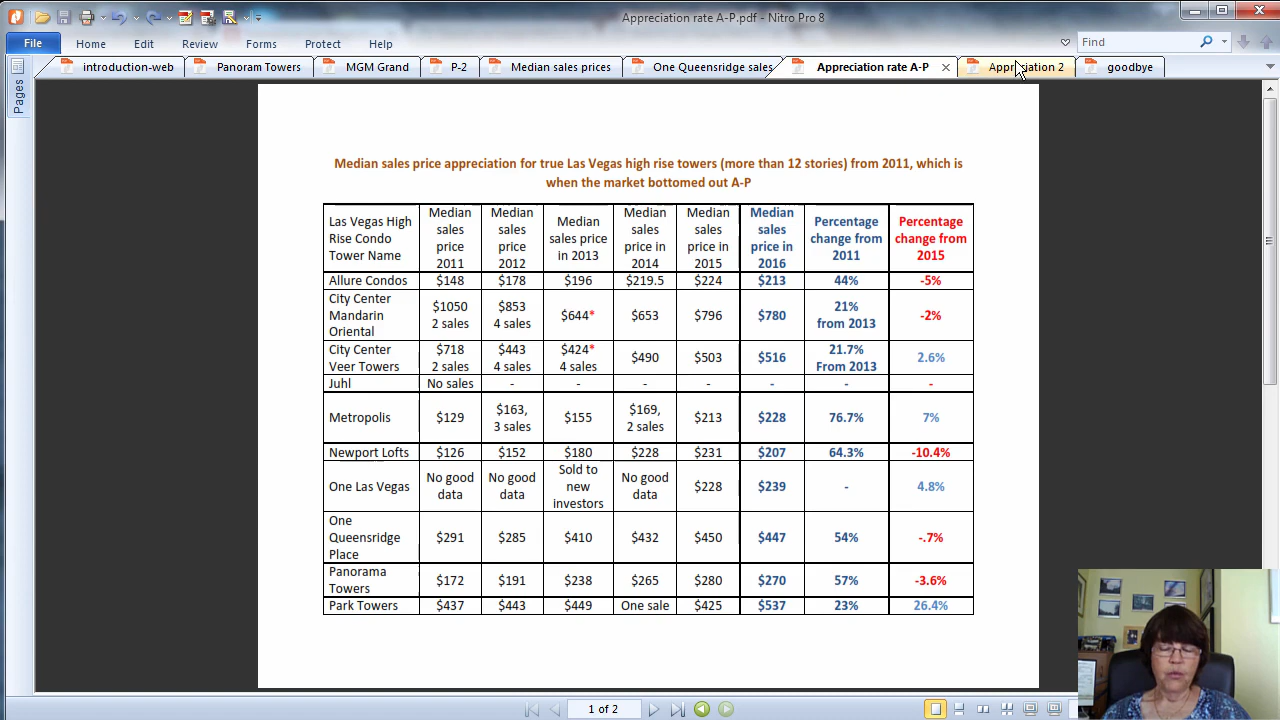 Appreciation rate A-P.pdf - Nitro Pro 8
File Home Edit Review Forms Protect Help Find
introduction-web Panoram Towers MGM Grand P-2 Median sales prices One Queensridge sales Appreciation rate A-P Appreciation 2 goodbye
Pages
Median sales price appreciation for true Las Vegas high rise towers (more than 12 stories) from 2011, which is
when the market bottomed out A-P
Las Vegas High
Rise Condo
Tower Name
Median
sales
price
2011
Median
sales
price
2012
Median
sales price
in 2013
Median
sales
price in
2014
Median
sales
price in
2015
Median
sales
price in
2016
Percentage
change from
2011
Percentage
change from
2015
Allure Condos $148 $178 $196 $219.5 $224 $213 44% -5%
City Center
Mandarin
Oriental
$1050
2 sales
$853
4 sales
$644*
$653
$796
$780
21%
from 2013
-2%
City Center
Veer Towers
$718
2 sales
$443
4 sales
$424*
4 sales
$490
$503
$516
21.7%
From 2013
2.6%
Juhl No sales - - - - - - -
Metropolis
$129
$163,
3 sales
$155
$169,
2 sales
$213
$228
76.7%
7%
Newport Lofts $126 $152 $180 $228 $231 $207 64.3% -10.4%
One Las Vegas
No good
data
No good
data
Sold to
new
investors
No good
data
$228
$239
-
4.8%
One
Queensridge
Place
$291
$285
$410
$432
$450
$447
54%
-.7%
Panorama
Towers
$172
$191
$238
$265
$280
$270
57%
-3.6%
Park Towers $437 $443 $449 One sale $425 $537 23% 26.4%
1 of 2